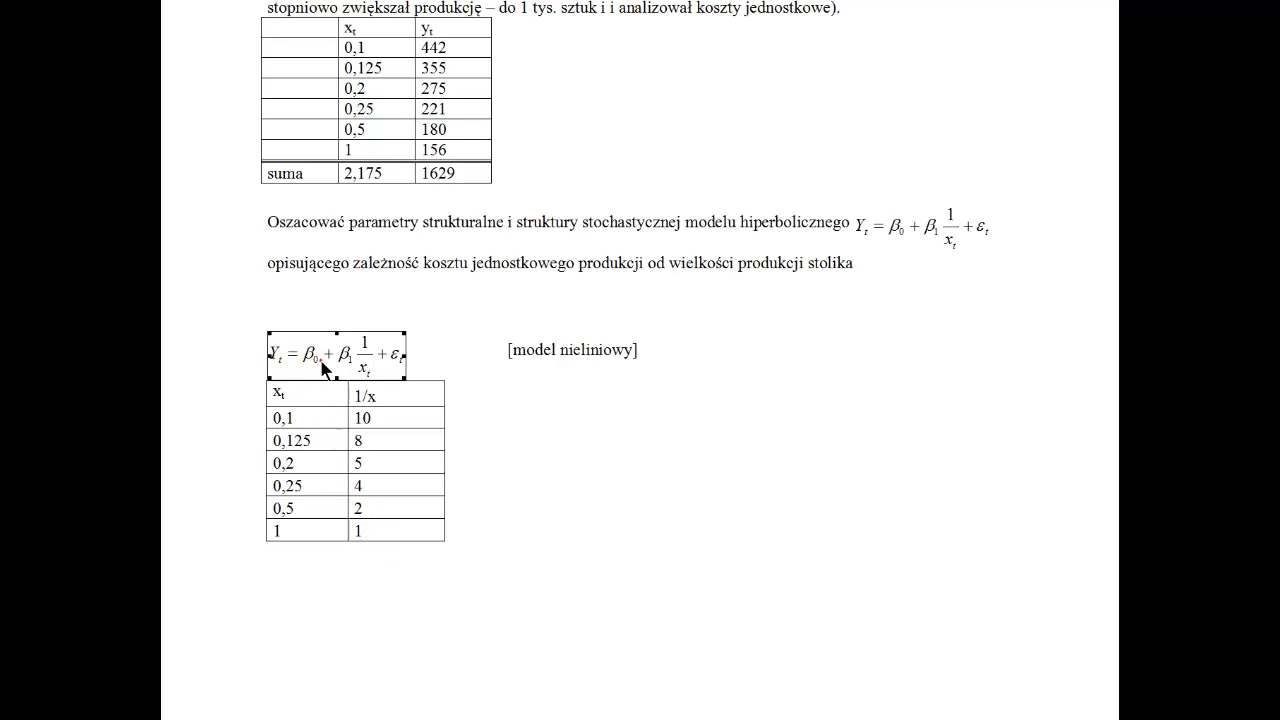 stopniowo zwiększał produkcję – do 1 tys. sztuk i i analizował koszty jednostkowe).
xt yt
0,1 442
0,125 355
0,2 275
0,25 221
0,5 180
1 156
suma 2,175 1629
Oszacować parametry strukturalne i struktury stochastycznej modelu hiperbolicznego Yt = β0 + β1 1/xt + εt
opisującego zależność kosztu jednostkowego produkcji od wielkości produkcji stolika
Yt = β0 + β1 1/xt + εt [model nieliniowy]
xt 1/x
0,1 10
0,125 8
0,2 5
0,25 4
0,5 2
1 1